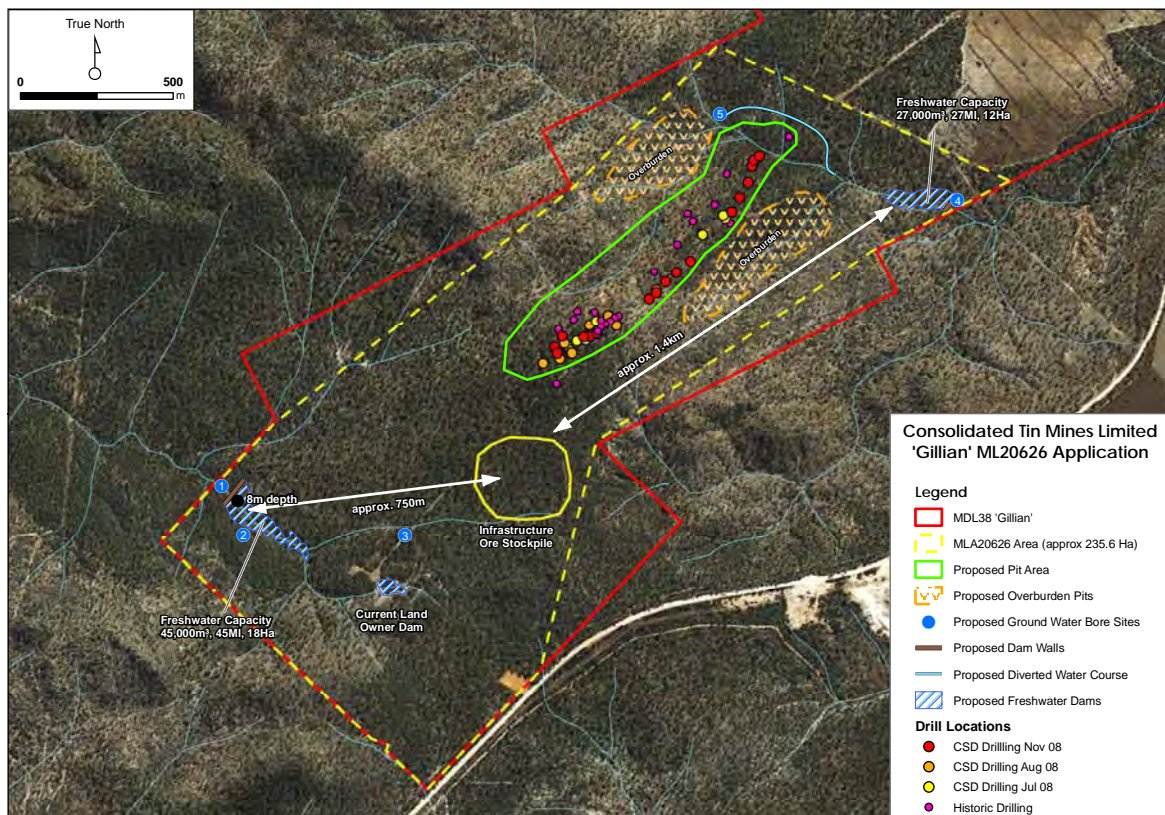 True North
0
500
m
5
Freshwater Capacity
27,000m³, 27Ml, 12Ha
4
Overburden
Overburden
approx. 1.4km
1
8m depth
approx. 750m
2
3
Infrastructure
Ore Stockpile
Current Land
Owner Dam
Freshwater Capacity
45,000m³, 45Ml, 18Ha
Consolidated Tin Mines Limited
'Gillian' ML20626 Application
Legend
MDL38 'Gillian'
MLA20626 Area (approx 235.6 Ha)
Proposed Pit Area
Proposed Overburden Pits
Proposed Ground Water Bore Sites
Proposed Dam Walls
Proposed Diverted Water Course
Proposed Freshwater Dams
Drill Locations
CSD Drillling Nov 08
CSD Drilling Aug 08
CSD Drilling Jul 08
Historic Drilling